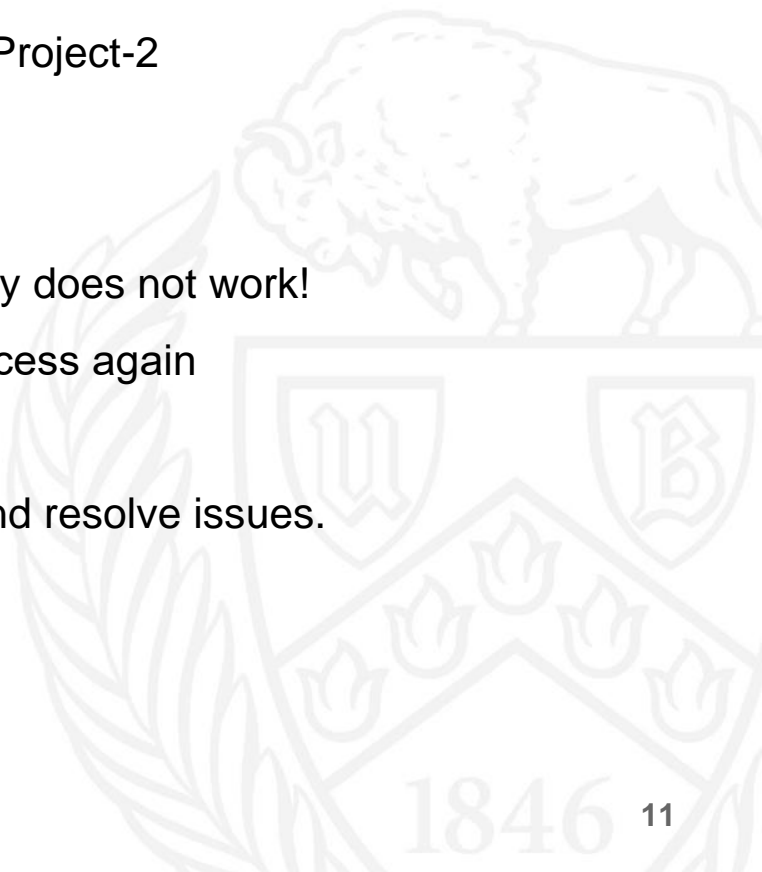 Project-2
y does not work!
cess again
nd resolve issues.
U B
1846
11